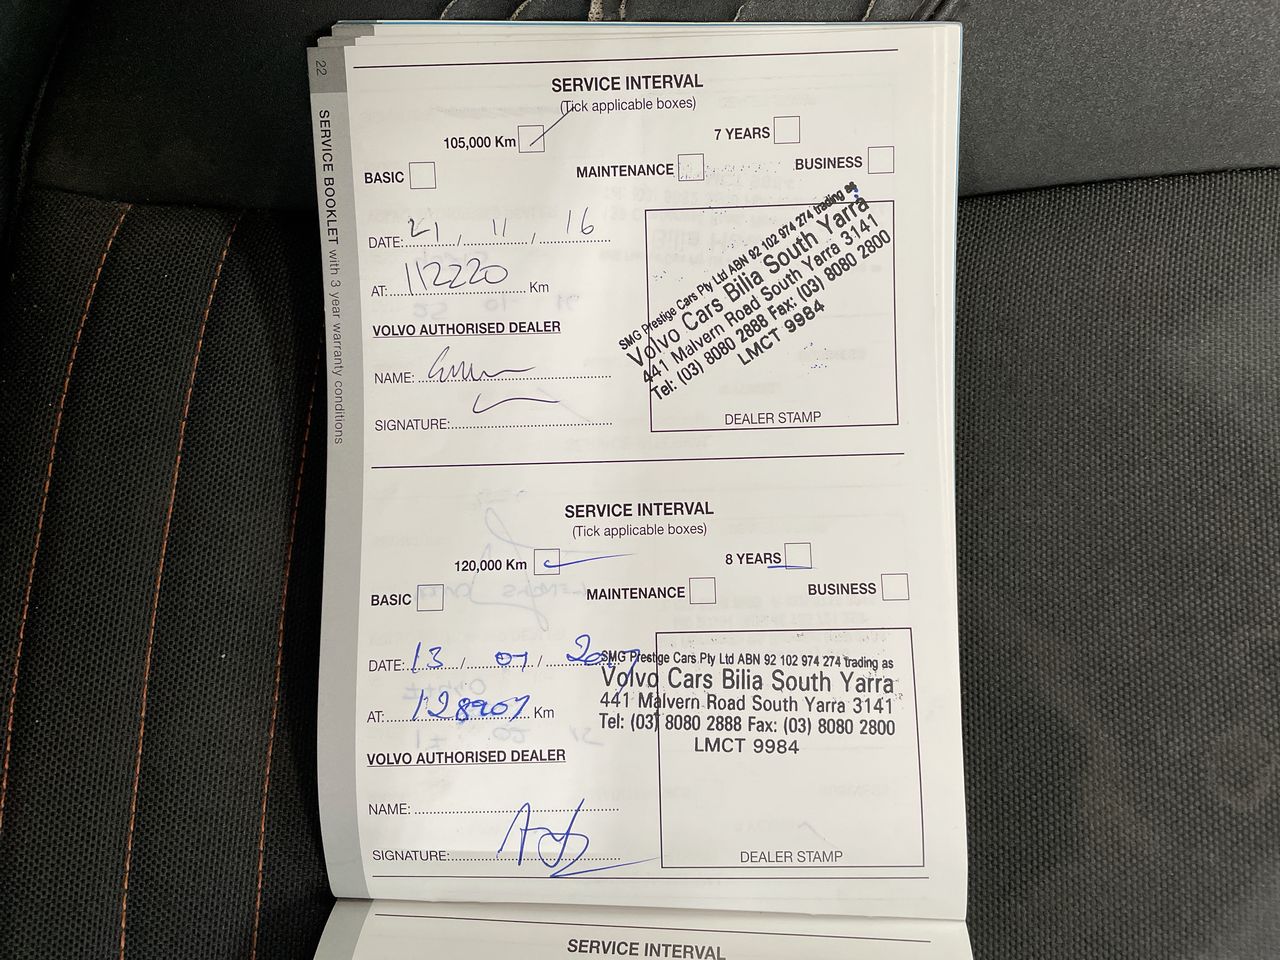 22
SERVICE BOOKLET with 3 year warranty conditions
SERVICE INTERVAL
(Tick applicable boxes)
105,000 Km
7 YEARS
BASIC
MAINTENANCE
BUSINESS
DATE: 21 / 11 / 16
AT: 112220 Km
VOLVO AUTHORISED DEALER
NAME:
SIGNATURE:
SMG Prestige Cars Pty Ltd ABN 92 102 974 274 trading as
Volvo Cars Bilia South Yarra
441 Malvern Road South Yarra 3141
Tel: (03) 8080 2888 Fax: (03) 8080 2800
LMCT 9984
DEALER STAMP
SERVICE INTERVAL
(Tick applicable boxes)
120,000 Km
8 YEARS
BASIC
MAINTENANCE
BUSINESS
DATE: 13 / 07 / 2017
AT: 128907 Km
VOLVO AUTHORISED DEALER
NAME:
SIGNATURE:
SMG Prestige Cars Pty Ltd ABN 92 102 974 274 trading as
Volvo Cars Bilia South Yarra
441 Malvern Road South Yarra 3141
Tel: (03) 8080 2888 Fax: (03) 8080 2800
LMCT 9984
DEALER STAMP
SERVICE INTERVAL